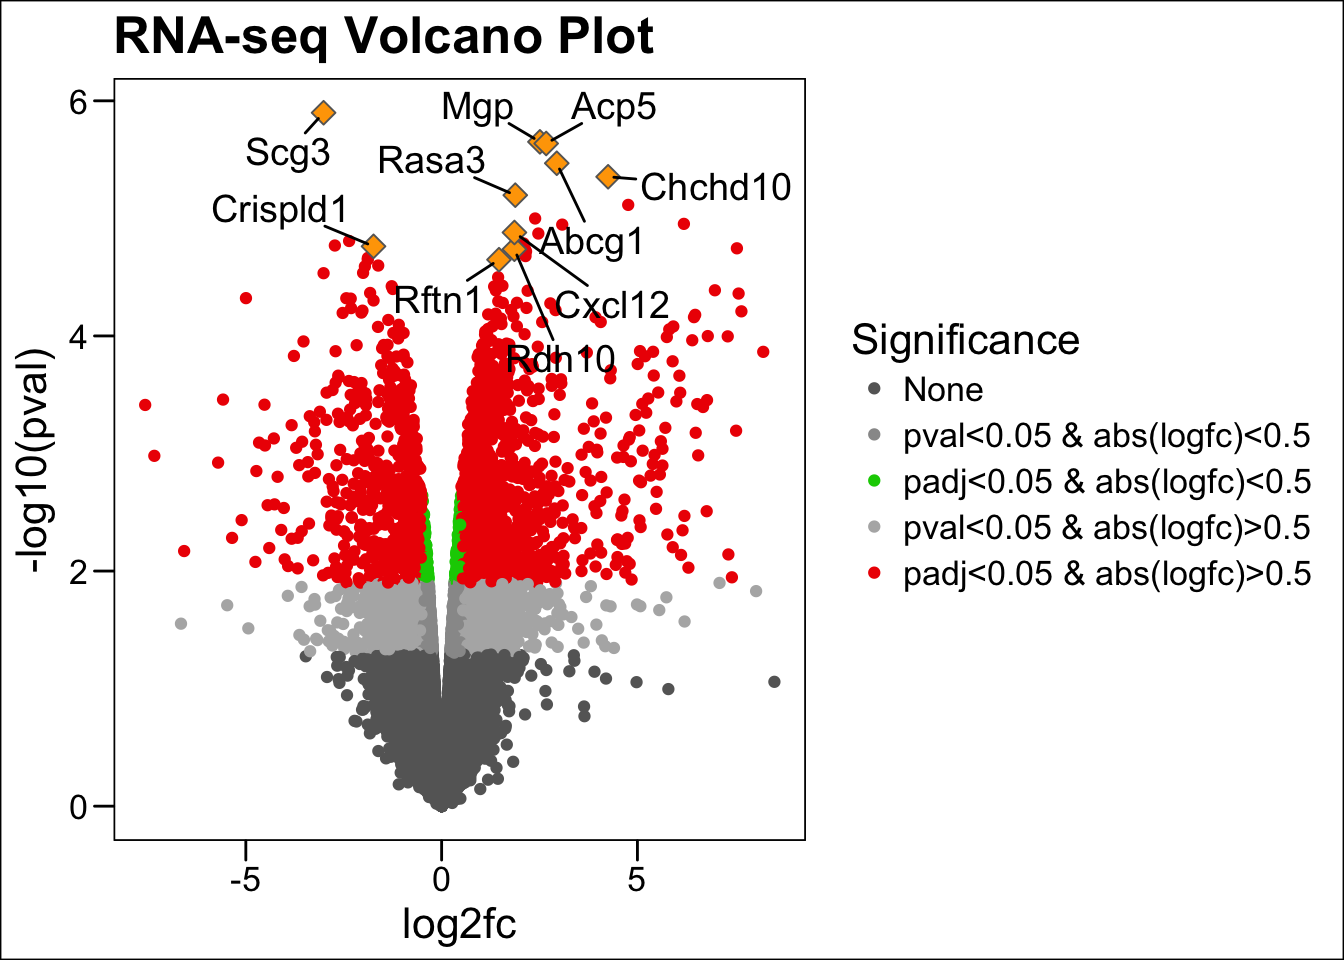 RNA-seq Volcano Plot
-log10(pval)
6
4
2
0
Mgp
Acp5
Scg3
Rasa3
Chchd10
Crispld1
Abcg1
Rftn1
Cxcl12
Rdh10
-5
0
5
log2fc
Significance
None
pval<0.05 & abs(logfc)<0.5
padj<0.05 & abs(logfc)<0.5
pval<0.05 & abs(logfc)>0.5
padj<0.05 & abs(logfc)>0.5